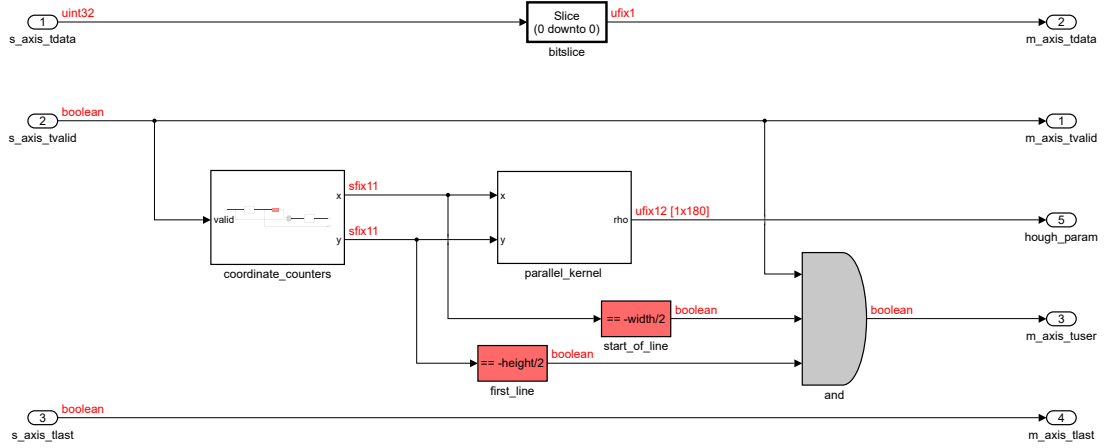 1
uint32
s_axis_tdata
Slice
(0 downto 0)
bitslice
ufix1
2
m_axis_tdata
2
boolean
s_axis_tvalid
1
m_axis_tvalid
valid
x
y
coordinate_counters
sfix11
sfix11
x
y
rho
parallel_kernel
ufix12 [1x180]
5
hough_param
== -width/2
start_of_line
boolean
== -height/2
first_line
boolean
and
boolean
3
m_axis_tuser
3
boolean
s_axis_tlast
4
m_axis_tlast